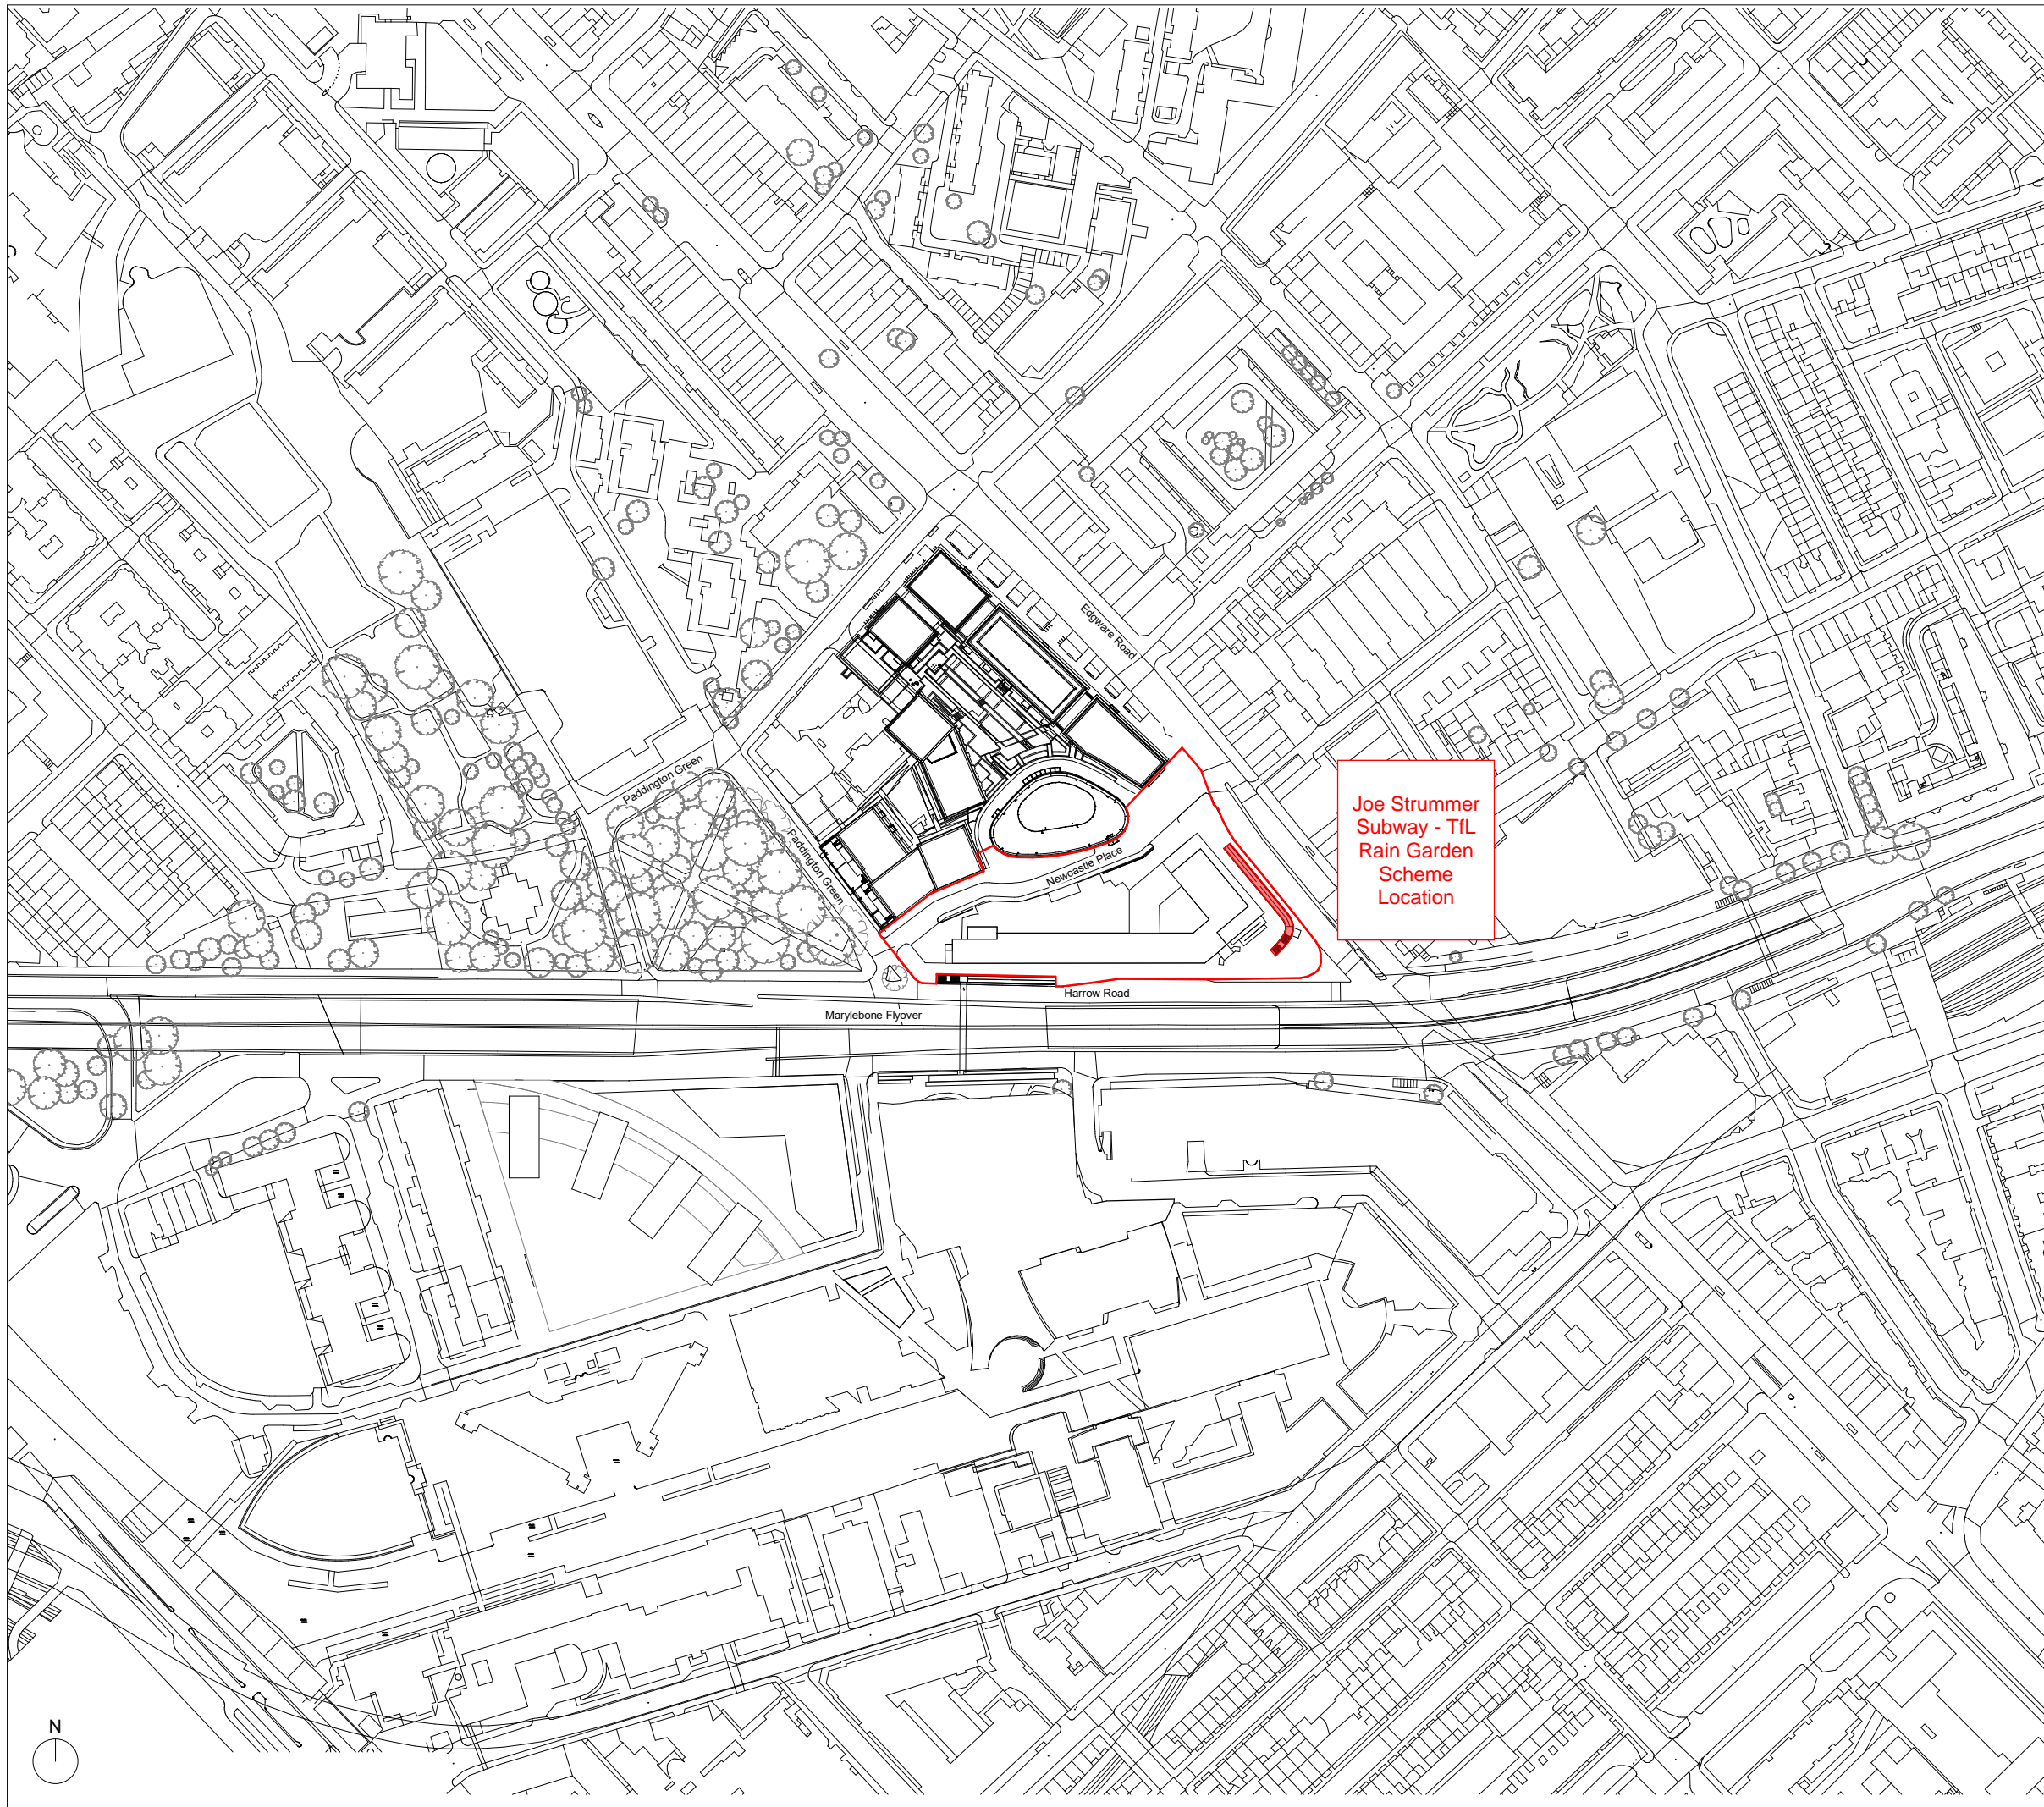 Edgware Road
Paddington Green
Paddington Green
Newcastle Place
Joe Strummer
Subway - TfL
Rain Garden
Scheme
Location
Harrow Road
Marylebone Flyover
N